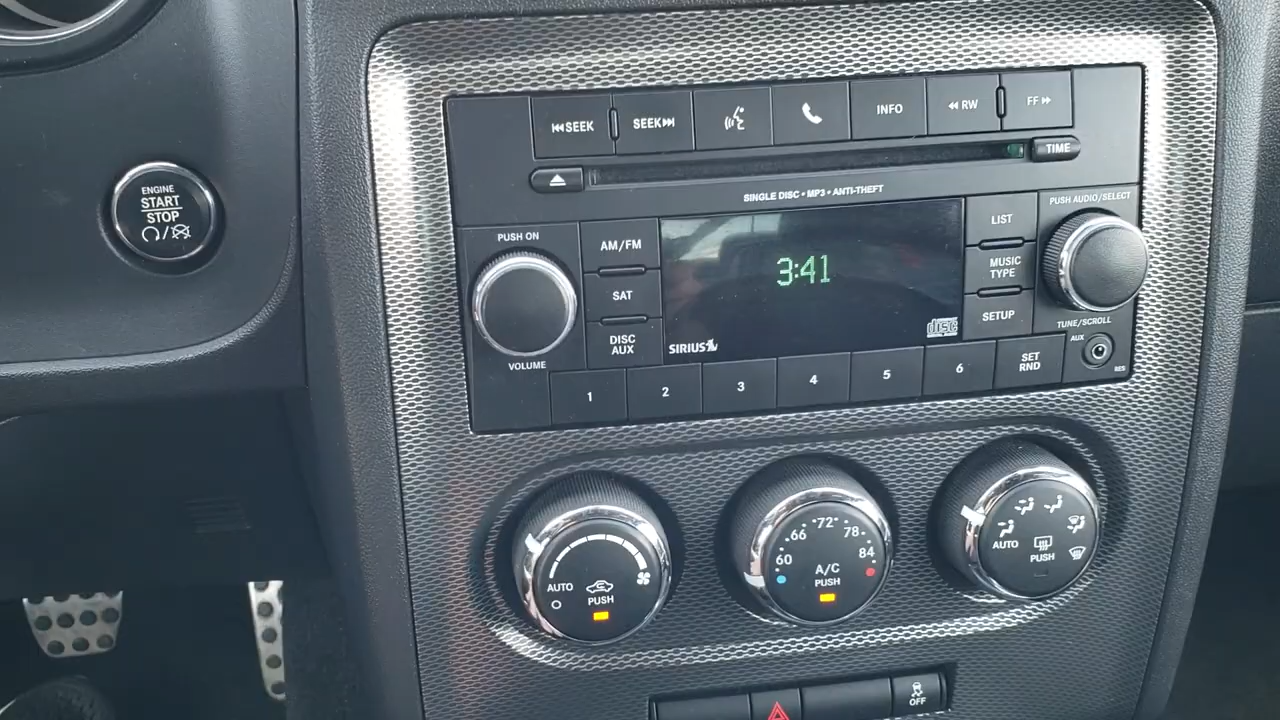 SEEK
SEEK
INFO
RW
FF
TIME
ENGINE
START
STOP
SINGLE DISC • MP3 • ANTI-THEFT
PUSH AUDIO/SELECT
PUSH ON
AM/FM
SAT
DISC
AUX
VOLUME
3:41
SIRIUS
disc
LIST
MUSIC
TYPE
SETUP
TUNE/SCROLL
AUX
RES
1
2
3
4
5
6
SET
RND
AUTO
PUSH
60
66
72°
78
84
A/C
PUSH
AUTO
PUSH
OFF